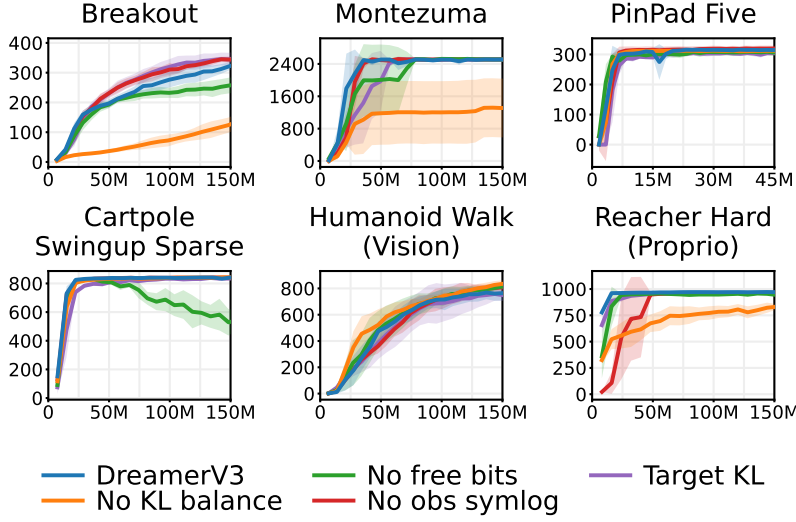 Breakout
Montezuma
PinPad Five
400
300
200
100
0
0
50M
100M
150M
2400
1600
800
0
0
50M
100M
150M
300
200
100
0
0
15M
30M
45M
Cartpole
Swingup Sparse
Humanoid Walk
(Vision)
Reacher Hard
(Proprio)
800
600
400
200
0
0
50M
100M
150M
800
600
400
200
0
0
50M
100M
150M
1000
750
500
250
0
0
50M
100M
150M
DreamerV3
No free bits
Target KL
No KL balance
No obs symlog